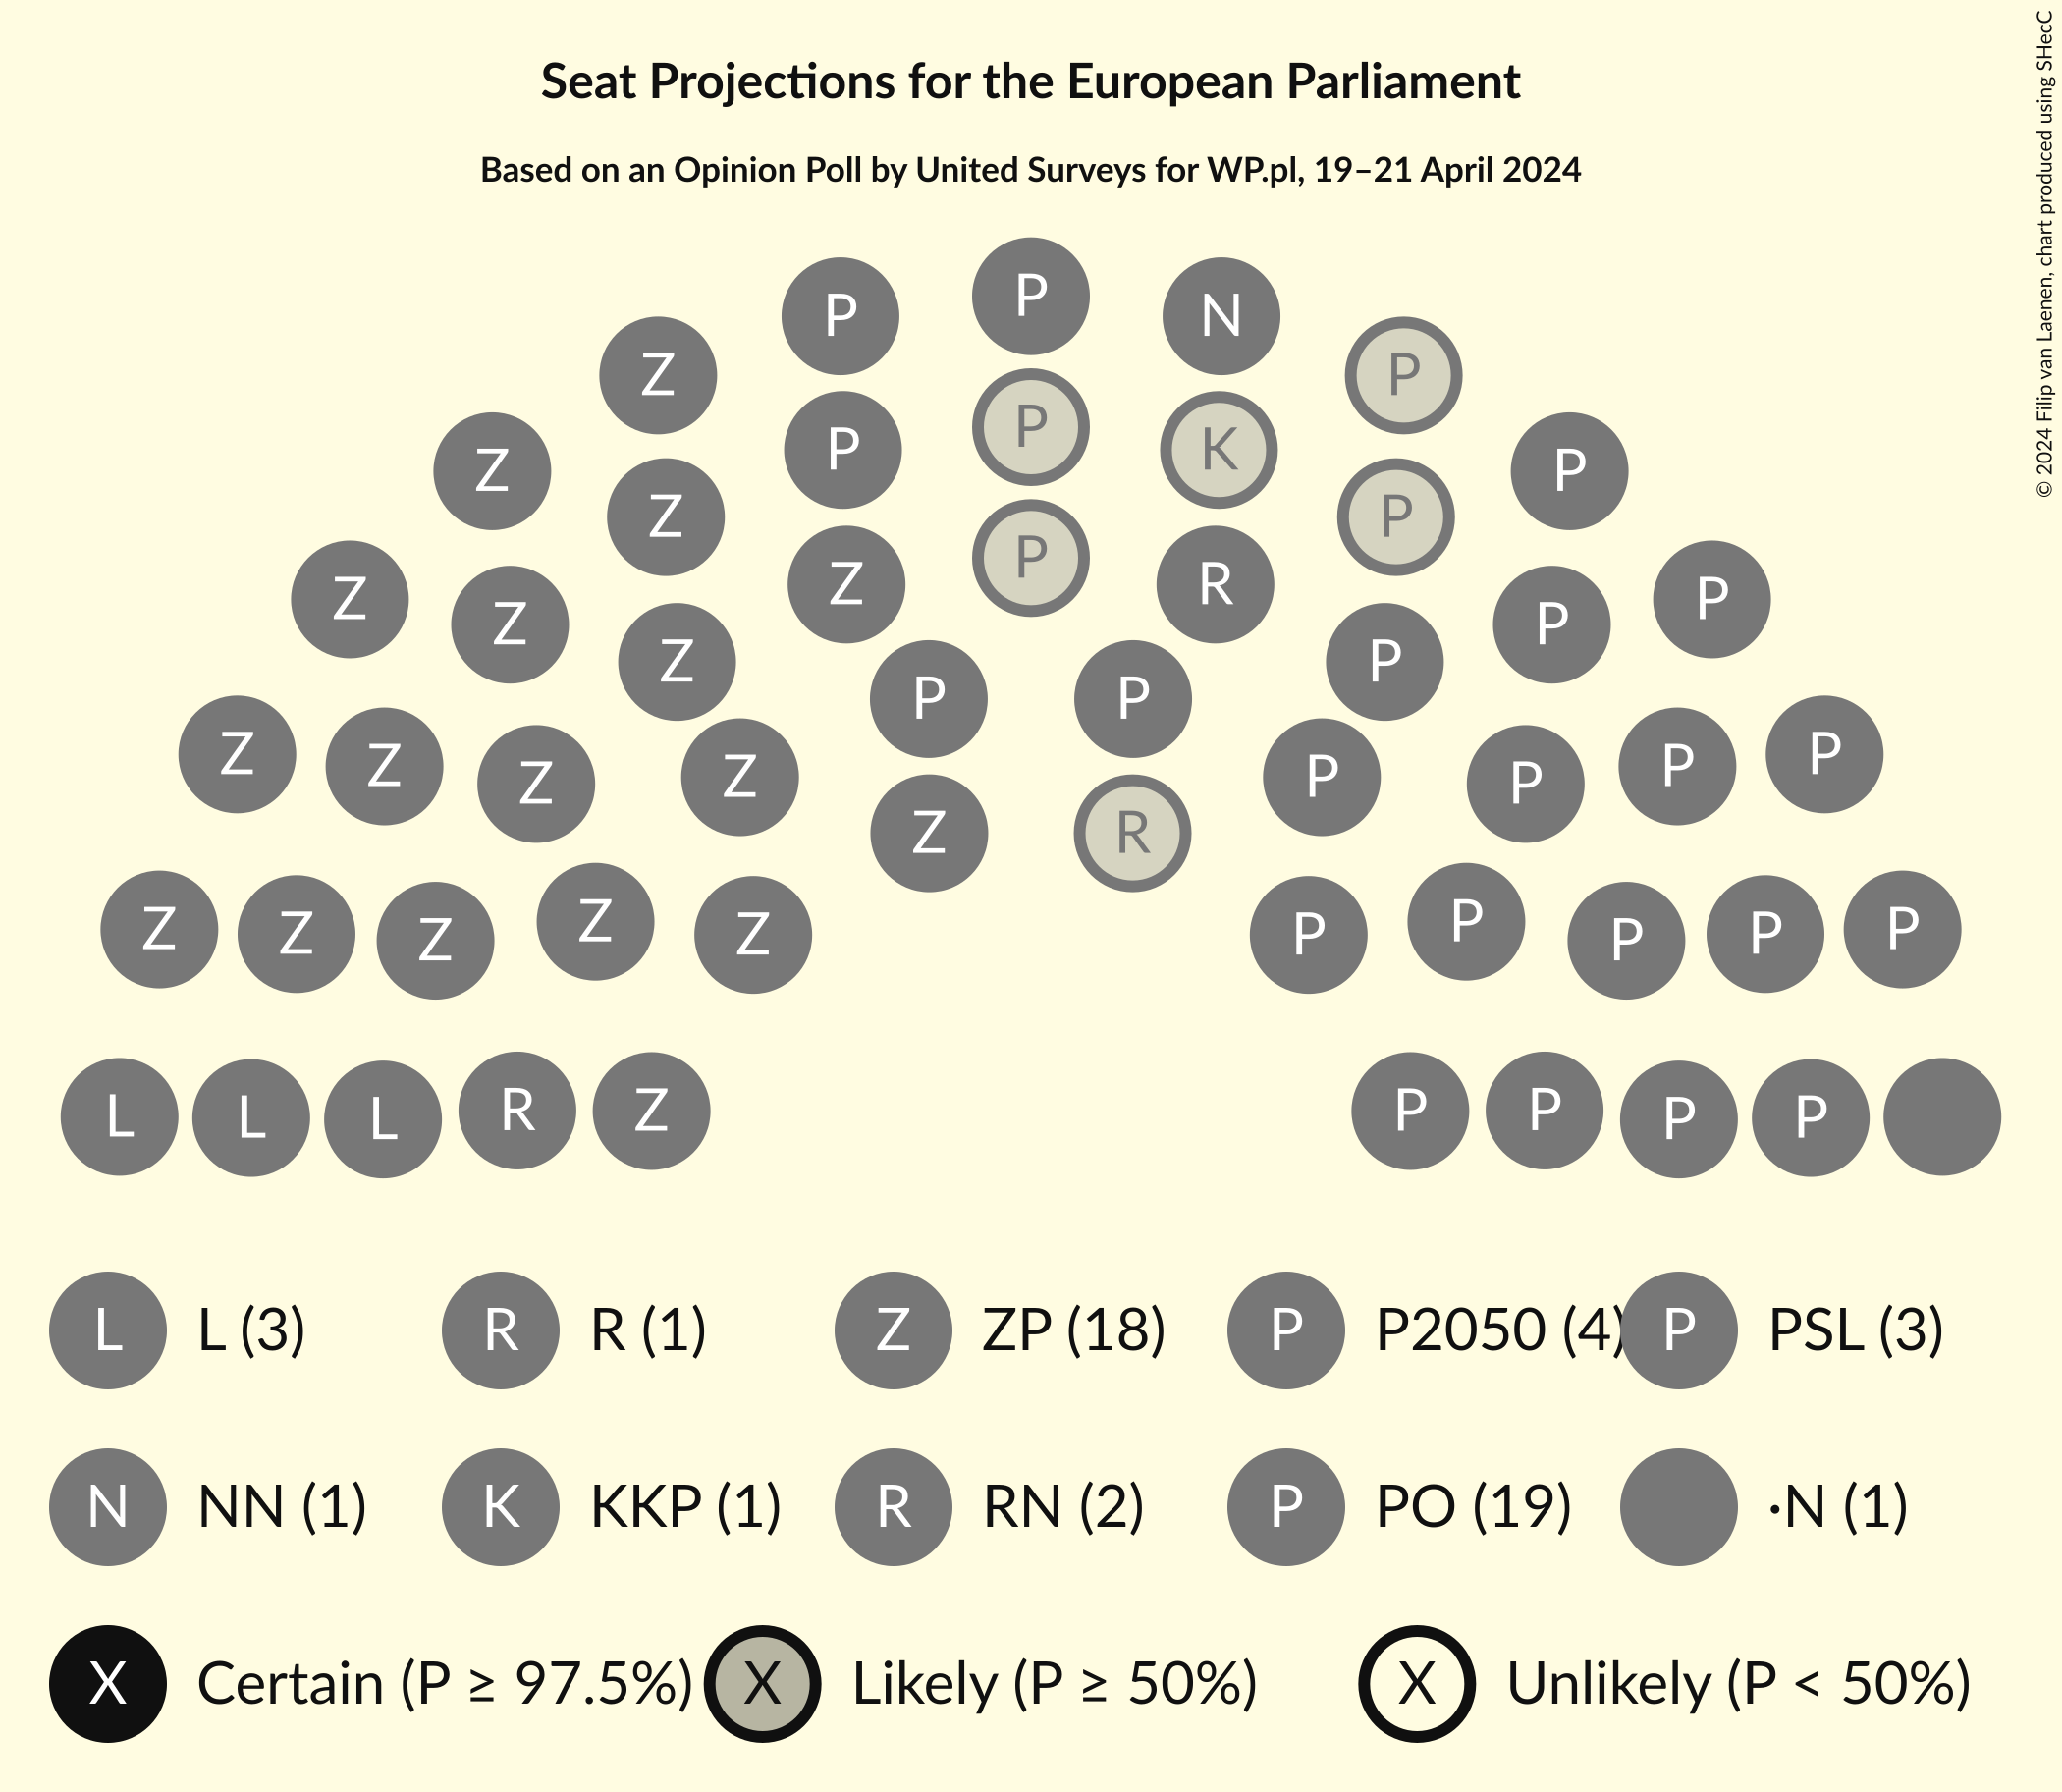 Seat Projections for the European Parliament
Based on an Opinion Poll by United Surveys for WP.pl, 19–21 April 2024
© 2024 Filip van Laenen, chart produced using SHecC
P
P N
P
Z P
P
P K
Z P
Z P
P
Z R
Z P
Z P
Z P
P P
Z P
Z P
Z P
Z P
Z R
Z P
Z P
Z P
Z P
Z P
R P
Z P
L P
L P
L
L L (3) R R (1) Z ZP (18) P P2050 (4) P PSL (3)
N NN (1) K KKP (1) R RN (2) P PO (19) •N (1)
X Certain (P ≥ 97.5%) X Likely (P ≥ 50%) X Unlikely (P < 50%)